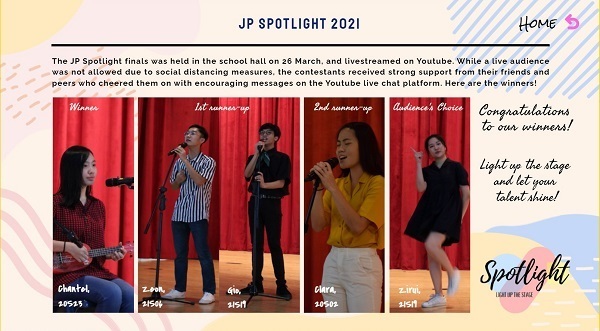 JP SPOTLIGHT 2021
HOME
The JP Spotlight finals was held in the school hall on 26 March, and livestreamed on Youtube. While a live audience
was not allowed due to social distancing measures, the contestants received strong support from their friends and
peers who cheered them on with encouraging messages on the Youtube live chat platform. Here are the winners!
Winner
1st runner-up
2nd runner-up
Audience's Choice
Congratulations
to our winners!
Light up the stage
and let your
talent shine!
Chantel,
20S23
Zoon,
21S06
Gio,
21S19
Clara,
20S02
Zirui,
21S19
Spotlight
LIGHT UP THE STAGE